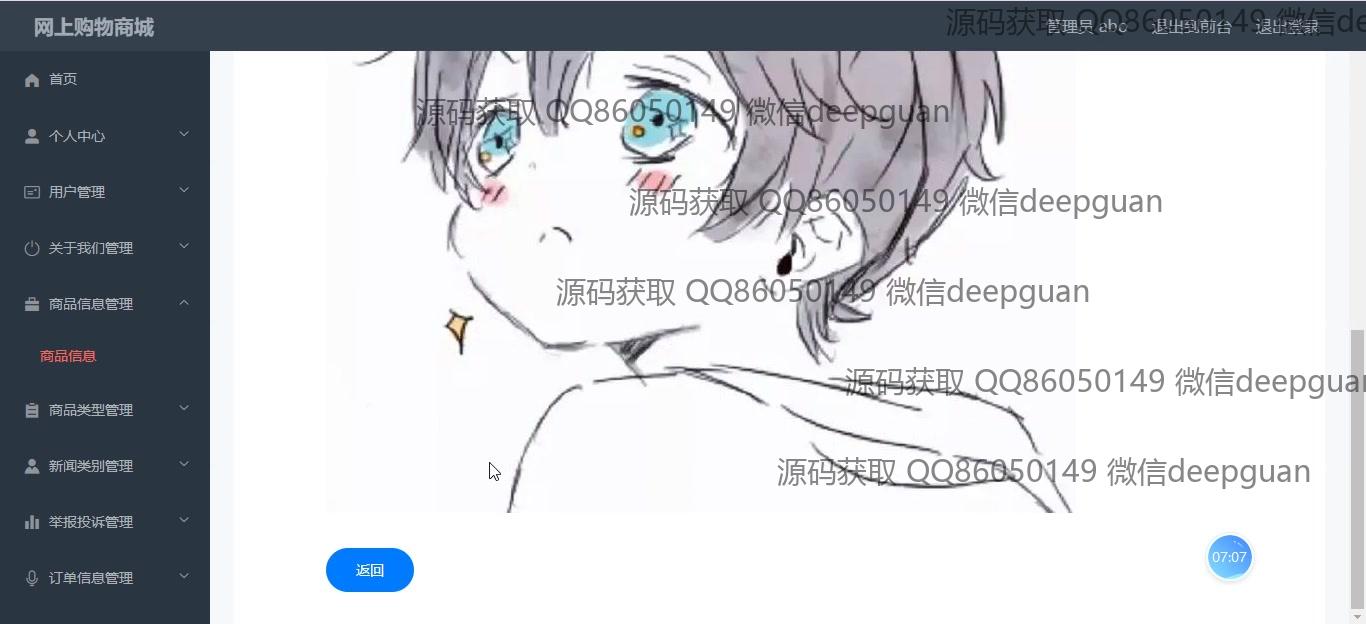 网上购物商城
源码获取 QQ86050149 微信de
管理员 abc 退出到前台 退出登录
首页
个人中心
用户管理
关于我们管理
商品信息管理
商品信息
商品类型管理
新闻类别管理
举报投诉管理
订单信息管理
源码获取 QQ86050149 微信deepguan
源码获取 QQ86050149 微信deepguan
源码获取 QQ86050149 微信deepguan
源码获取 QQ86050149 微信deepguan
源码获取 QQ86050149 微信deepguan
返回
07:07